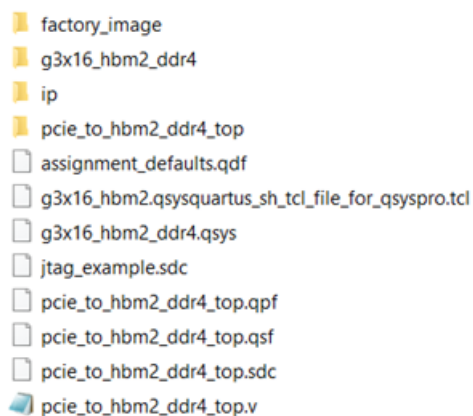 factory_image
g3x16_hbm2_ddr4
ip
pcie_to_hbm2_ddr4_top
assignment_defaults.qdf
g3x16_hbm2.qsysquartus_sh_tcl_file_for_qsyspro.tcl
g3x16_hbm2_ddr4.qsys
jtag_example.sdc
pcie_to_hbm2_ddr4_top.qpf
pcie_to_hbm2_ddr4_top.qsf
pcie_to_hbm2_ddr4_top.sdc
pcie_to_hbm2_ddr4_top.v